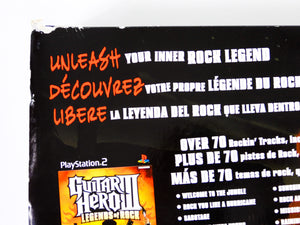 UNLEASH YOUR INNER ROCK LEGEND
DÉCOUVREZ VOTRE PROPRE LÉGENDE DU ROCK
LIBERE LA LEYENDA DEL ROCK QUE LLEVA DENTRO
OVER 70 Rockin' Tracks, In
PLUS DE 70 pistes de Rock
MÁS DE 70 temas de rock,
PlayStation 2
GUITAR HERO III
LEGENDS OF ROCK
• WELCOME TO THE JUNGLE
• ROCK YOU LIKE A HURRICANE
• SABOTAGE